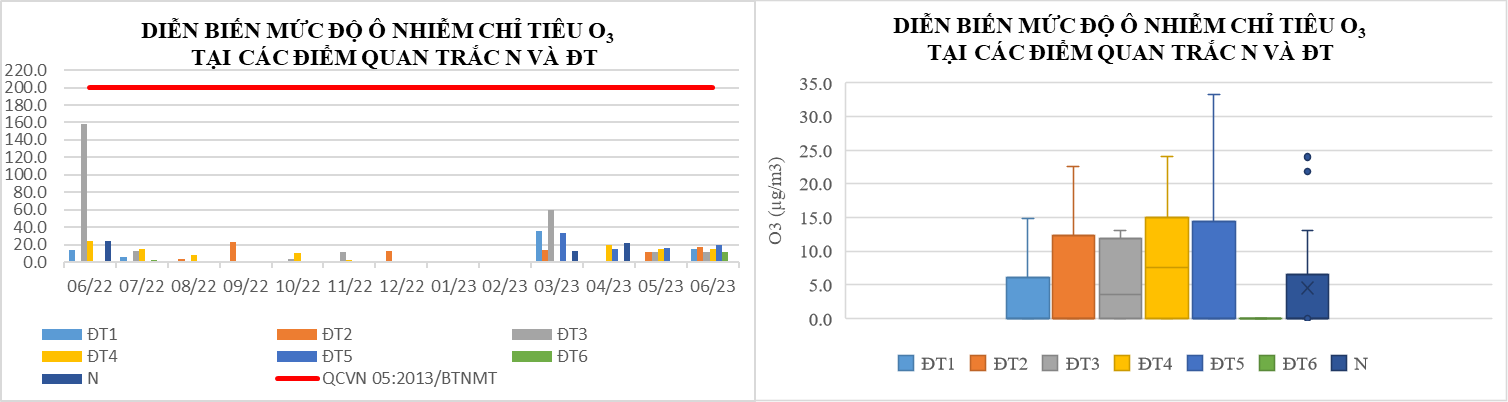 DIỄN BIẾN MỨC ĐỘ Ô NHIỄM CHỈ TIÊU O3
TẠI CÁC ĐIỂM QUAN TRẮC N VÀ ĐT
220.0
200.0
180.0
160.0
140.0
120.0
100.0
80.0
60.0
40.0
20.0
0.0
06/22 07/22 08/22 09/22 10/22 11/22 12/22 01/23 02/23 03/23 04/23 05/23 06/23
ĐT1 ĐT2 ĐT3
ĐT4 ĐT5 ĐT6
N QCVN 05:2013/BTNMT
DIỄN BIẾN MỨC ĐỘ Ô NHIỄM CHỈ TIÊU O3
TẠI CÁC ĐIỂM QUAN TRẮC N VÀ ĐT
O3 (µg/m3)
35.0
30.0
25.0
20.0
15.0
10.0
5.0
0.0
ĐT1 ĐT2 ĐT3 ĐT4 ĐT5 ĐT6 N